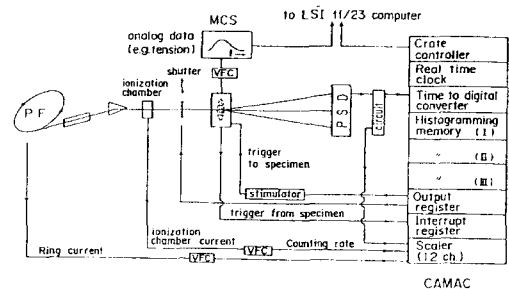 MCS
to LSI 11/23 computer
analog data
(e.g. tension)
VFC
shutter
ionization
chamber
PF
PSD
circuit
Crate
controller
Real time
clock
Time to digital
converter
Histogramming
memory (I)
" (II)
" (III)
Output
register
Interrupt
register
Scaler
(12 ch.)
trigger
to specimen
stimulator
trigger from specimen
ionization
chamber current
VFC
Counting rate
Ring current
VFC
CAMAC